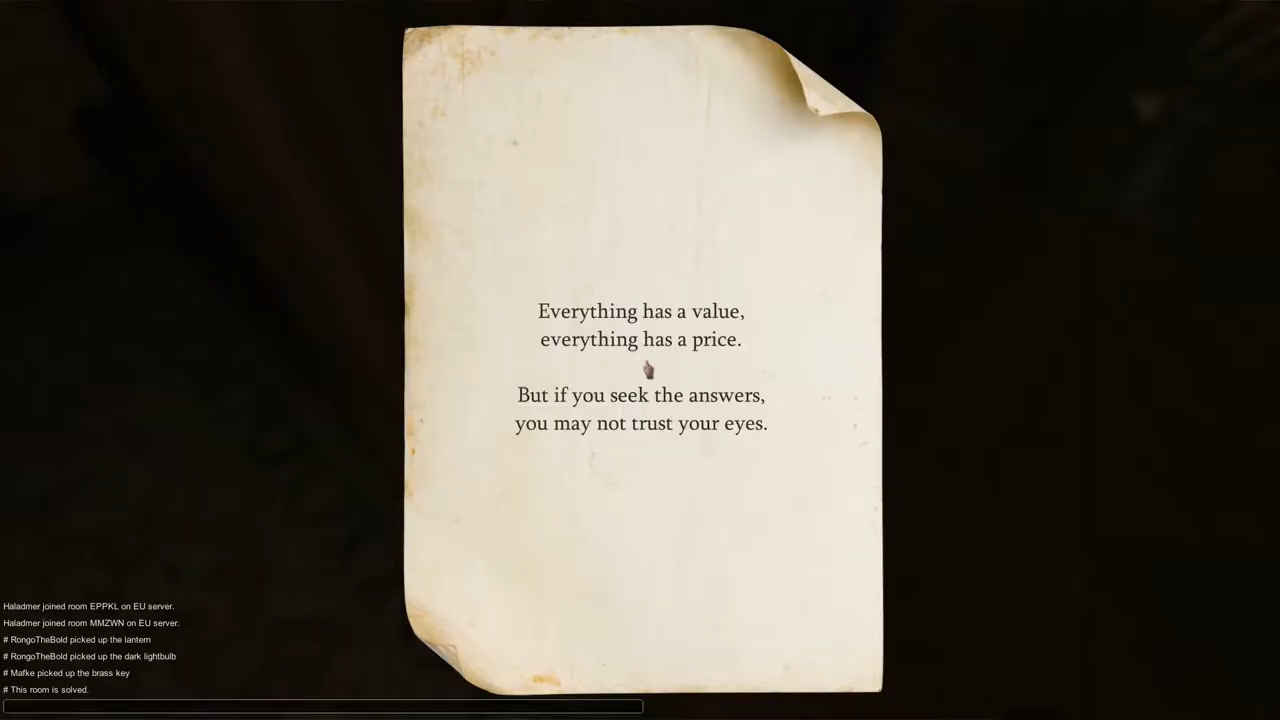 Everything has a value,
everything has a price.
But if you seek the answers,
you may not trust your eyes.
Haladmer joined room EPPKL on EU server.
Haladmer joined room MMZWN on EU server.
# RongoTheBold picked up the lantern
# RongoTheBold picked up the dark lightbulb
# Mafke picked up the brass key
# This room is solved.